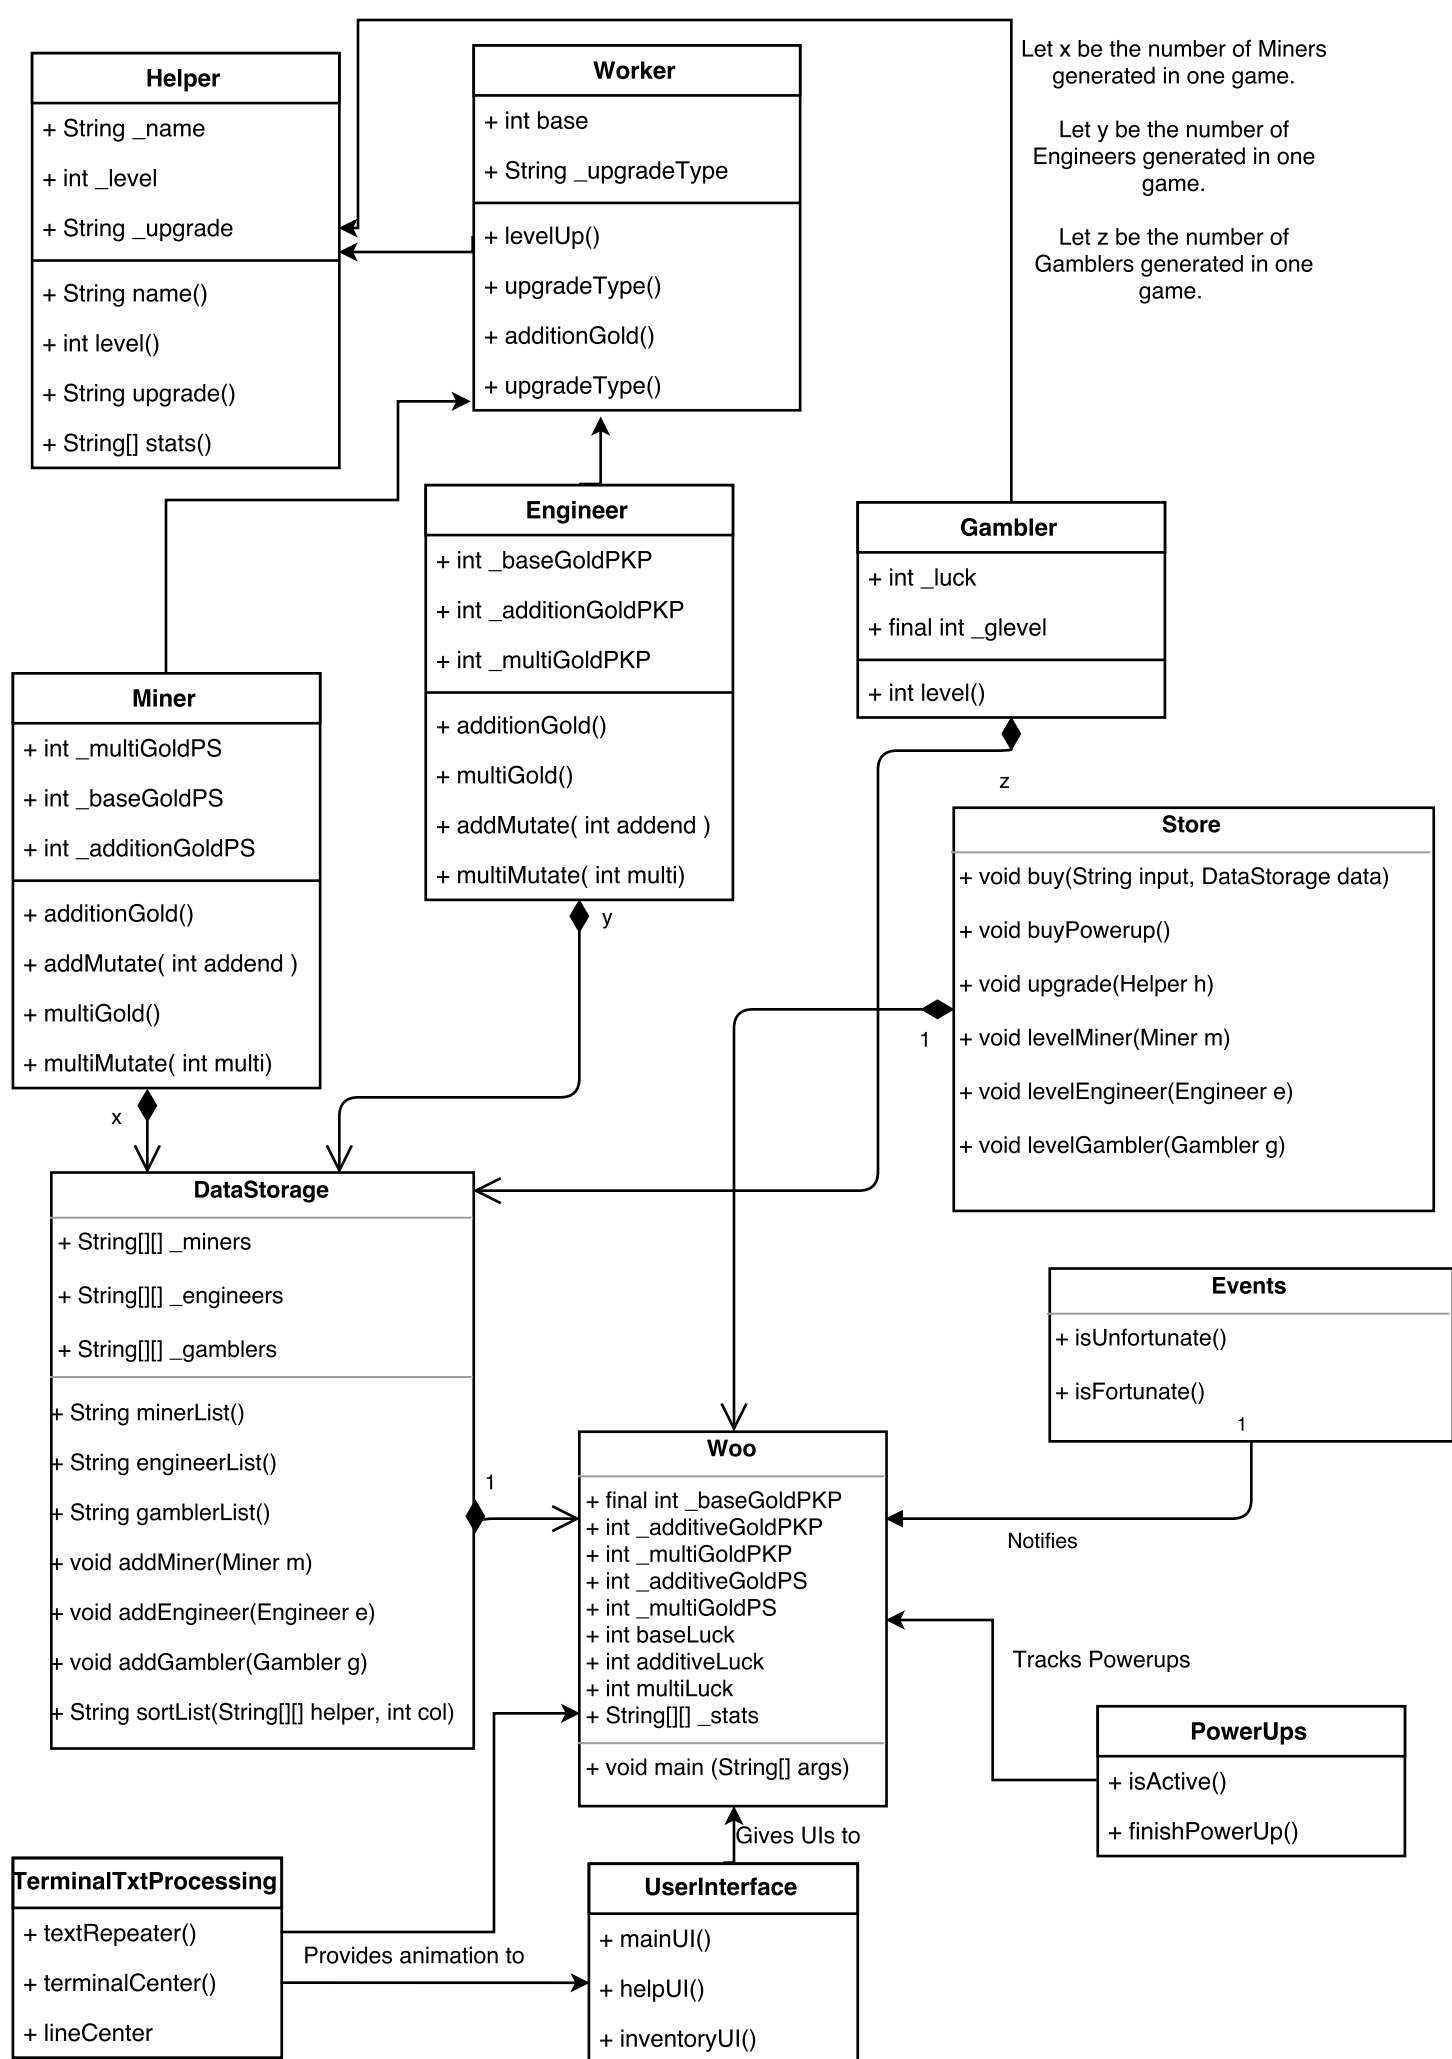 Helper
+ String _name
+ int _level
+ String _upgrade
+ String name()
+ int level()
+ String upgrade()
+ String[] stats()
Worker
+ int base
+ String _upgradeType
+ levelUp()
+ upgradeType()
+ additionGold()
+ upgradeType()
Let x be the number of Miners
generated in one game.
Let y be the number of
Engineers generated in one
game.
Let z be the number of
Gamblers generated in one
game.
Engineer
+ int _baseGoldPKP
+ int _additionGoldPKP
+ int _multiGoldPKP
+ additionGold()
+ multiGold()
+ addMutate( int addend )
+ multiMutate( int multi)
y
Gambler
+ int _luck
+ final int _glevel
+ int level()
z
Miner
+ int _multiGoldPS
+ int _baseGoldPS
+ int _additionGoldPS
+ additionGold()
+ addMutate( int addend )
+ multiGold()
+ multiMutate( int multi)
x
Store
+ void buy(String input, DataStorage data)
+ void buyPowerup()
+ void upgrade(Helper h)
+ void levelMiner(Miner m)
+ void levelEngineer(Engineer e)
+ void levelGambler(Gambler g)
1
DataStorage
+ String[][] _miners
+ String[][] _engineers
+ String[][] _gamblers
+ String minerList()
+ String engineerList()
+ String gamblerList()
+ void addMiner(Miner m)
+ void addEngineer(Engineer e)
+ void addGambler(Gambler g)
+ String sortList(String[][] helper, int col)
1
Events
+ isUnfortunate()
+ isFortunate()
1
Notifies
Woo
+ final int _baseGoldPKP
+ int _additiveGoldPKP
+ int _multiGoldPKP
+ int _additiveGoldPS
+ int _multiGoldPS
+ int baseLuck
+ int additiveLuck
+ int multiLuck
+ String[][] _stats
+ void main (String[] args)
Tracks Powerups
PowerUps
+ isActive()
+ finishPowerUp()
Gives UIs to
TerminalTxtProcessing
+ textRepeater()
+ terminalCenter()
+ lineCenter
Provides animation to
UserInterface
+ mainUI()
+ helpUI()
+ inventoryUI()